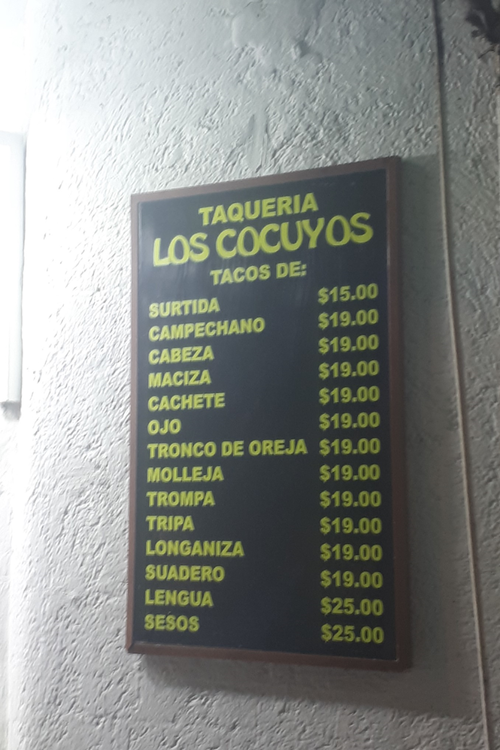 TAQUERIA
LOS COCUYOS
TACOS DE:
SURTIDA $15.00
CAMPECHANO $19.00
CABEZA $19.00
MACIZA $19.00
CACHETE $19.00
OJO $19.00
TRONCO DE OREJA $19.00
MOLLEJA $19.00
TROMPA $19.00
TRIPA $19.00
LONGANIZA $19.00
SUADERO $19.00
LENGUA $25.00
SESOS $25.00